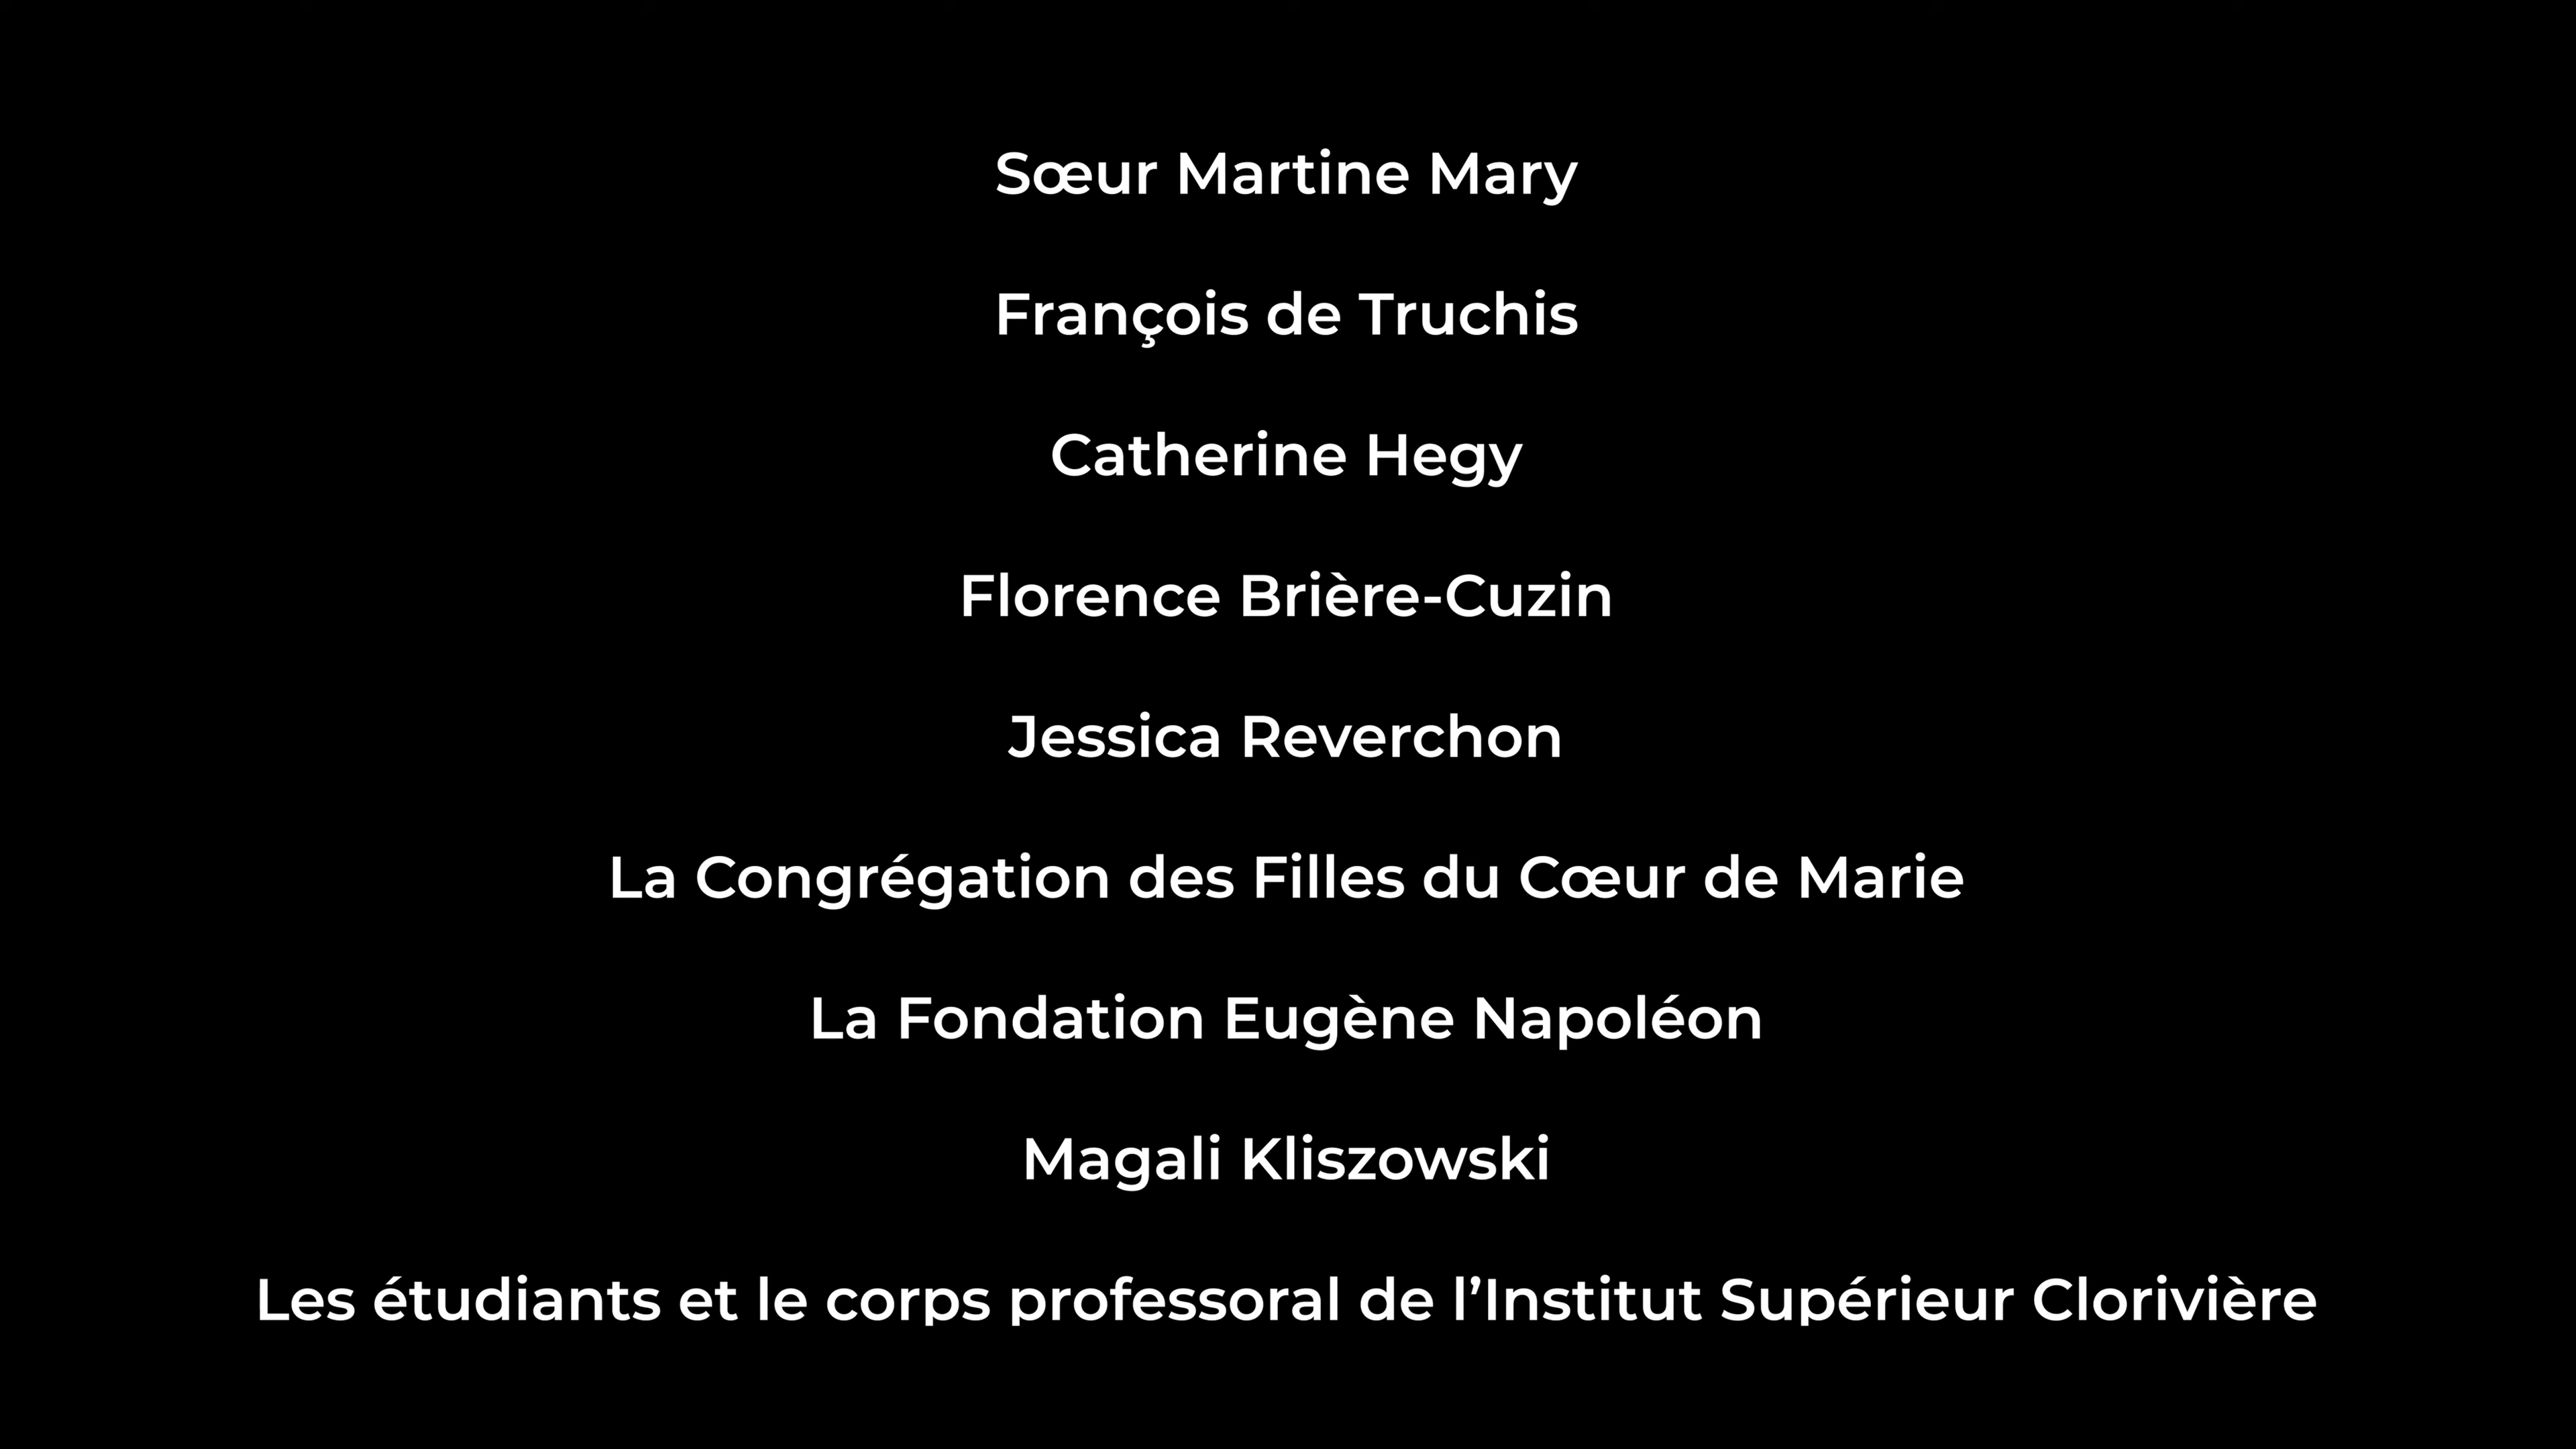 Sœur Martine Mary
François de Truchis
Catherine Hegy
Florence Brière-Cuzin
Jessica Reverchon
La Congrégation des Filles du Cœur de Marie
La Fondation Eugène Napoléon
Magali Kliszowski
Les étudiants et le corps professoral de l’Institut Supérieur Clorivière